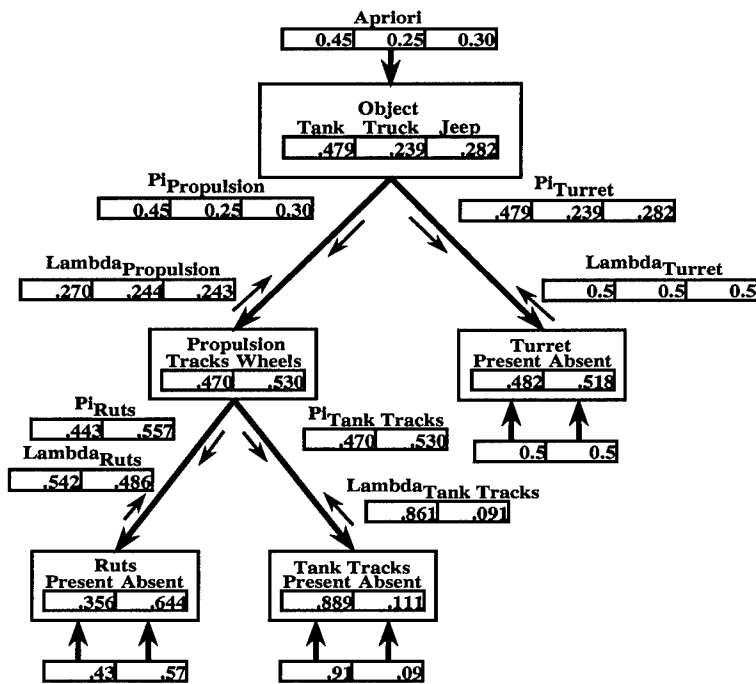 Apriori
0.45 0.25 0.30
Object
Tank Truck Jeep
.479 .239 .282
PiPropulsion
0.45 0.25 0.30
PiTurret
.479 .239 .282
LambdaPropulsion
.270 .244 .243
LambdaTurret
0.5 0.5 0.5
Propulsion
Tracks Wheels
.470 .530
Turret
Present Absent
.482 .518
PiRuts
.443 .557
PiTank Tracks
.470 .530
0.5 0.5
LambdaRuts
.542 .486
LambdaTank Tracks
.861 .091
Ruts
Present Absent
.356 .644
Tank Tracks
Present Absent
.889 .111
.43 .57
.91 .09